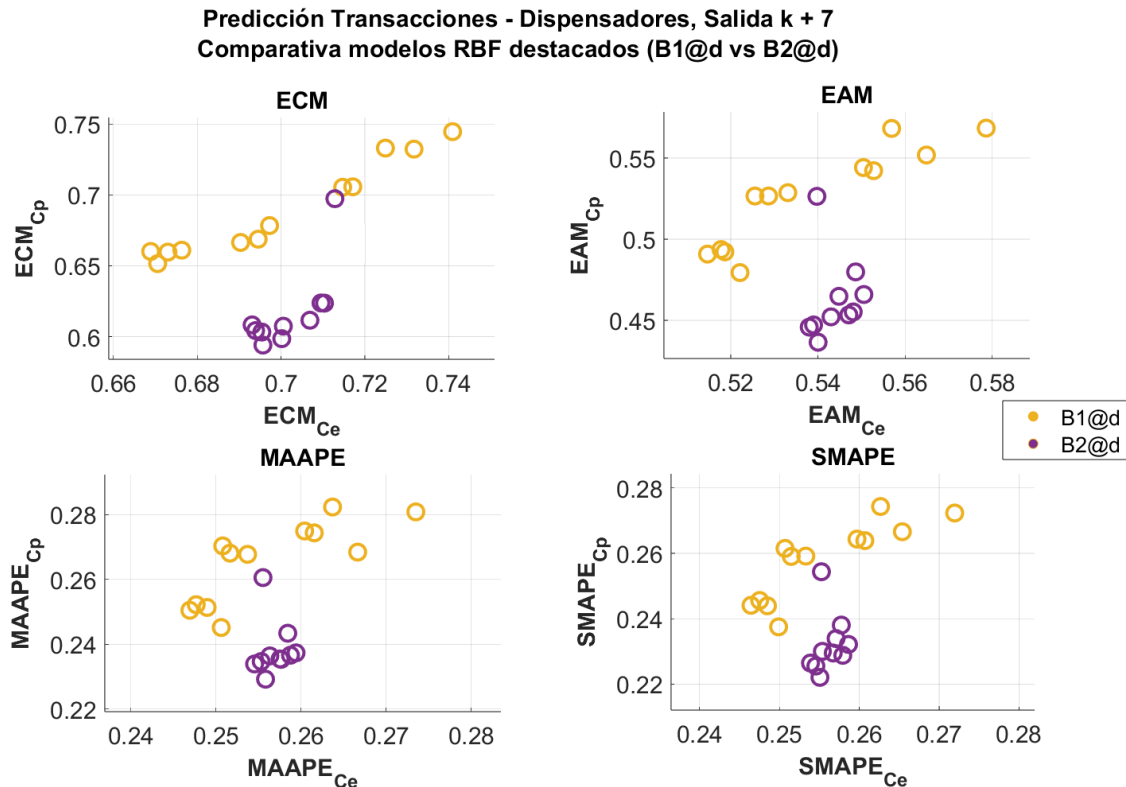 Predicción Transacciones - Dispensadores, Salida k + 7
Comparativa modelos RBF destacados (B1@d vs B2@d)
ECM
0.75
0.7
0.65
0.6
ECM_Cp
0.66 0.68 0.7 0.72 0.74
ECM_Ce
EAM
0.55
0.5
0.45
EAM_Cp
0.52 0.54 0.56 0.58
EAM_Ce
B1@d
B2@d
MAAPE
0.28
0.26
0.24
0.22
MAAPE_Cp
0.24 0.25 0.26 0.27 0.28
MAAPE_Ce
SMAPE
0.28
0.26
0.24
0.22
SMAPE_Cp
0.24 0.25 0.26 0.27 0.28
SMAPE_Ce